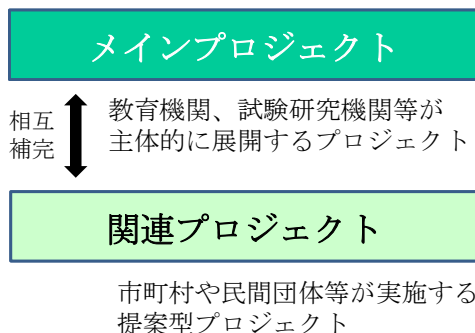 メインプロジェクト
相互
補完
教育機関、試験研究機関等が
主体的に展開するプロジェクト
関連プロジェクト
市町村や民間団体等が実施する
提案型プロジェクト